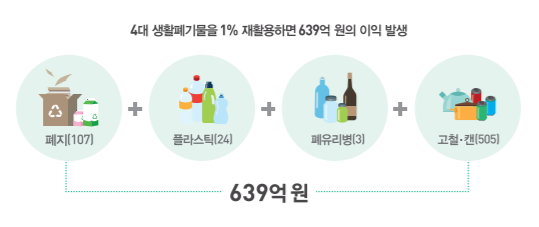 4대 생활폐기물을 1% 재활용하면 639억 원의 이익 발생
폐지(107) + 플라스틱(24) + 폐유리병(3) + 고철·캔(505)
639억 원